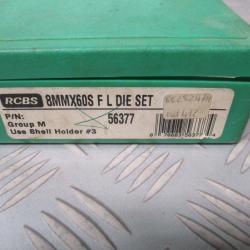 RCBS 8MMX60S F L DIE SET
P/N: 56377
Group M
Use Shell Holder #3